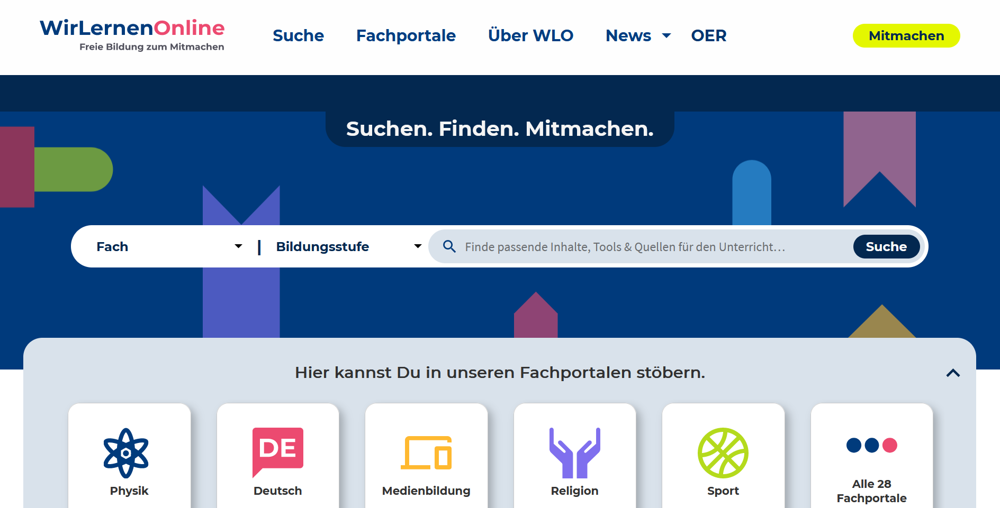 WirLernenOnline
Freie Bildung zum Mitmachen
Suche
Fachportale
Über WLO
News
OER
Mitmachen
Suchen. Finden. Mitmachen.
Fach
|
Bildungsstufe
Finde passende Inhalte, Tools & Quellen für den Unterricht…
Suche
Hier kannst Du in unseren Fachportalen stöbern.
Physik
DE
Deutsch
Medienbildung
Religion
Sport
Alle 28
Fachportale